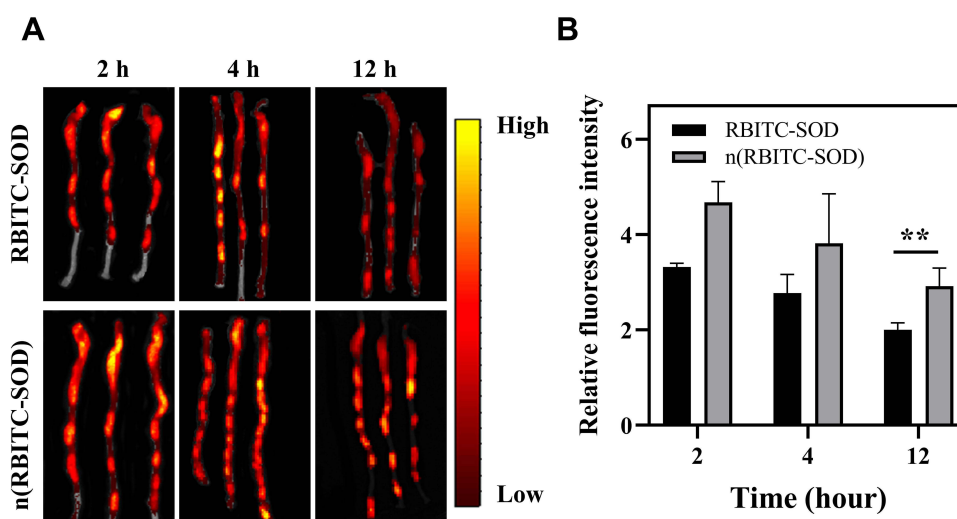 A
2 h
4 h
12 h
RBITC-SOD
n(RBITC-SOD)
High
Low
B
Relative fluorescence intensity
6
4
2
0
RBITC-SOD
n(RBITC-SOD)
**
2
4
12
Time (hour)